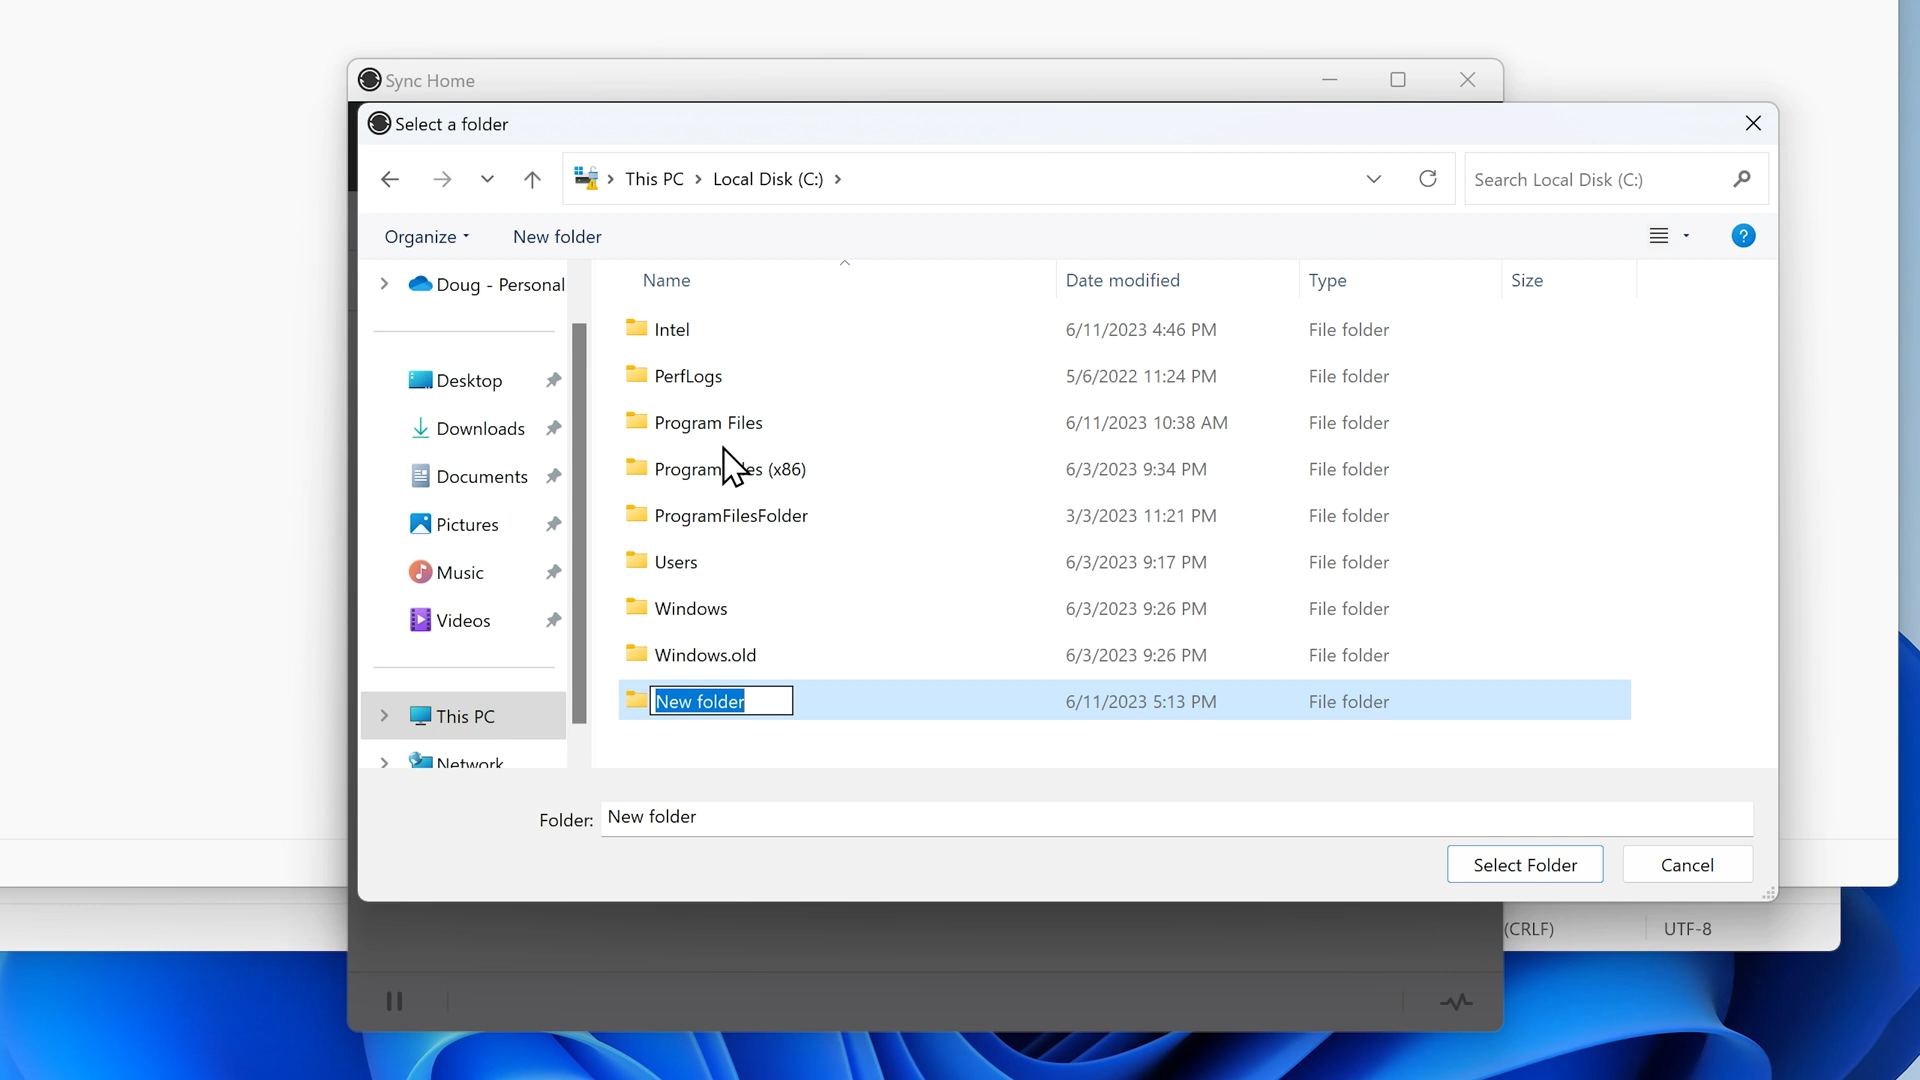 Sync Home
Select a folder
This PC
Local Disk (C:)
Search Local Disk (C:)
Organize
New folder
?
Doug - Personal
Desktop
Downloads
Documents
Pictures
Music
Videos
This PC
Network
Name
Date modified
Type
Size
Intel 6/11/2023 4:46 PM File folder
PerfLogs 5/6/2022 11:24 PM File folder
Program Files 6/11/2023 10:38 AM File folder
Program Files (x86) 6/3/2023 9:34 PM File folder
ProgramFilesFolder 3/3/2023 11:21 PM File folder
Users 6/3/2023 9:17 PM File folder
Windows 6/3/2023 9:26 PM File folder
Windows.old 6/3/2023 9:26 PM File folder
New folder 6/11/2023 5:13 PM File folder
Folder: New folder
Select Folder
Cancel
(CRLF)
UTF-8